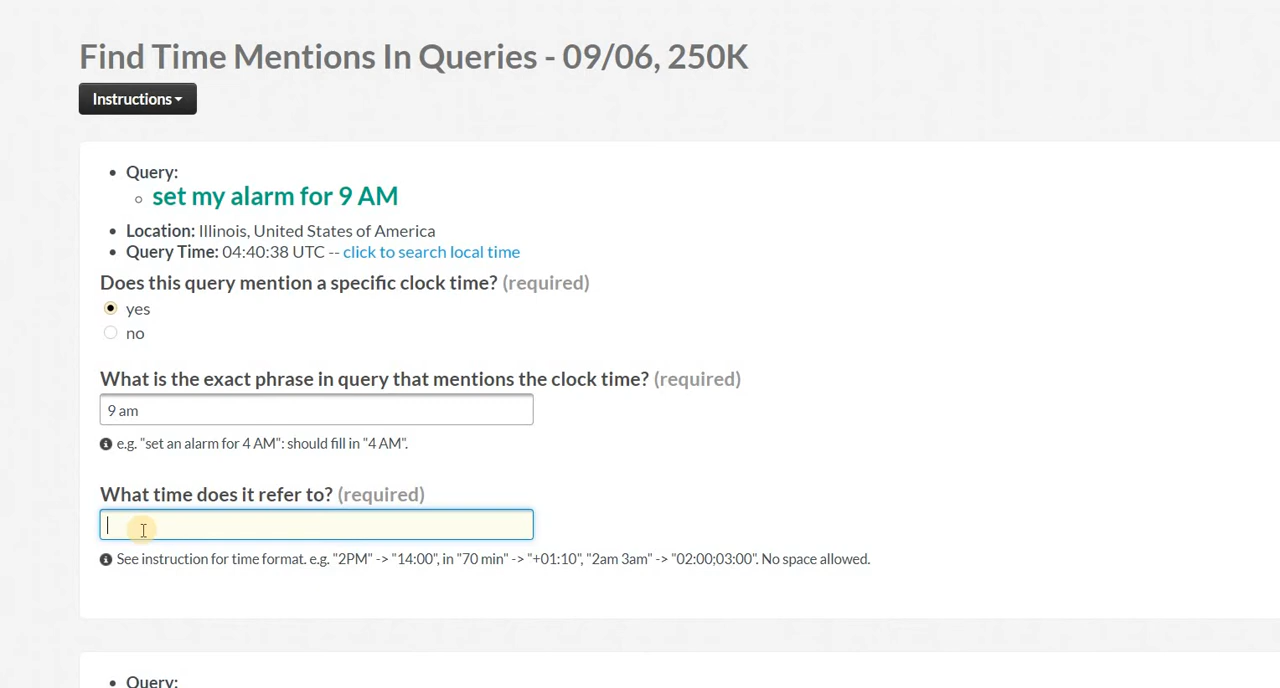 Find Time Mentions In Queries - 09/06, 250K
Instructions
Query:
set my alarm for 9 AM
Location: Illinois, United States of America
Query Time: 04:40:38 UTC -- click to search local time
Does this query mention a specific clock time? (required)
yes
no
What is the exact phrase in query that mentions the clock time? (required)
9 am
e.g. "set an alarm for 4 AM": should fill in "4 AM".
What time does it refer to? (required)
See instruction for time format. e.g. "2PM" -> "14:00", in "70 min" -> "+01:10", "2am 3am" -> "02:00;03:00". No space allowed.
Query: